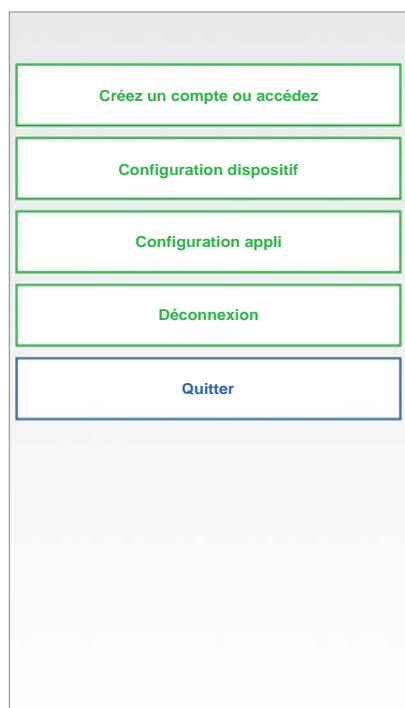 Créez un compte ou accédez
Configuration dispositif
Configuration appli
Déconnexion
Quitter